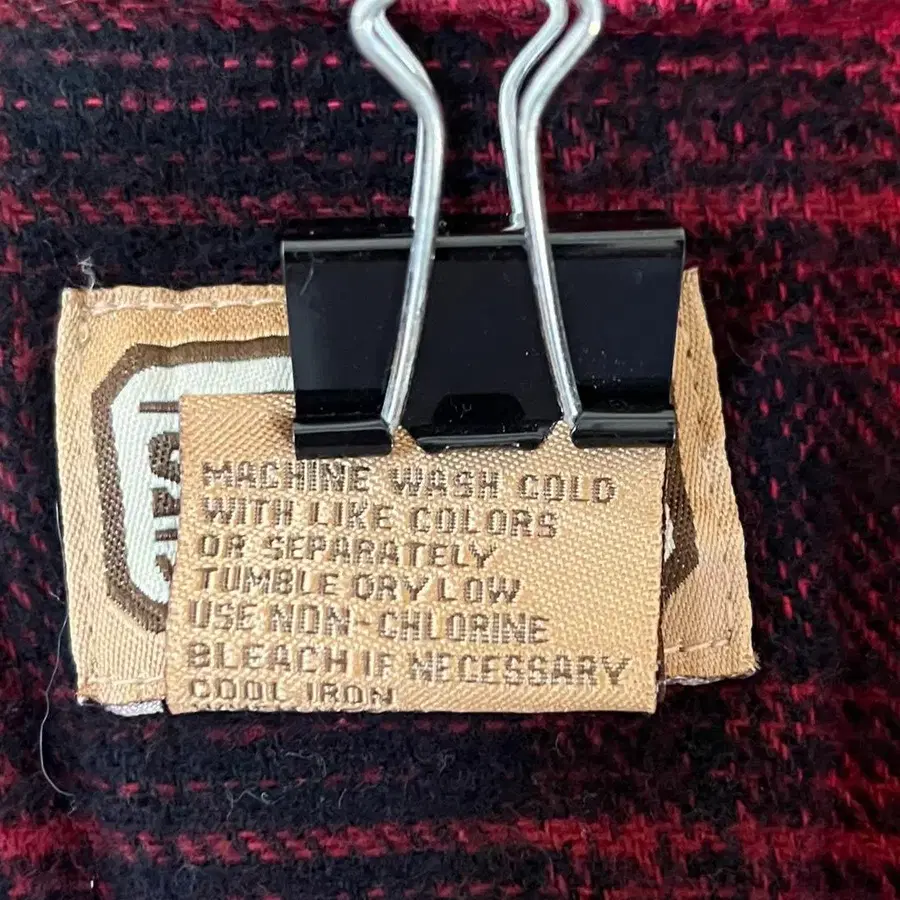 MACHINE WASH COLD
WITH LIKE COLORS
OR SEPARATELY
TUMBLE DRY LOW
USE NON-CHLORINE
BLEACH IF NECESSARY
COOL IRON